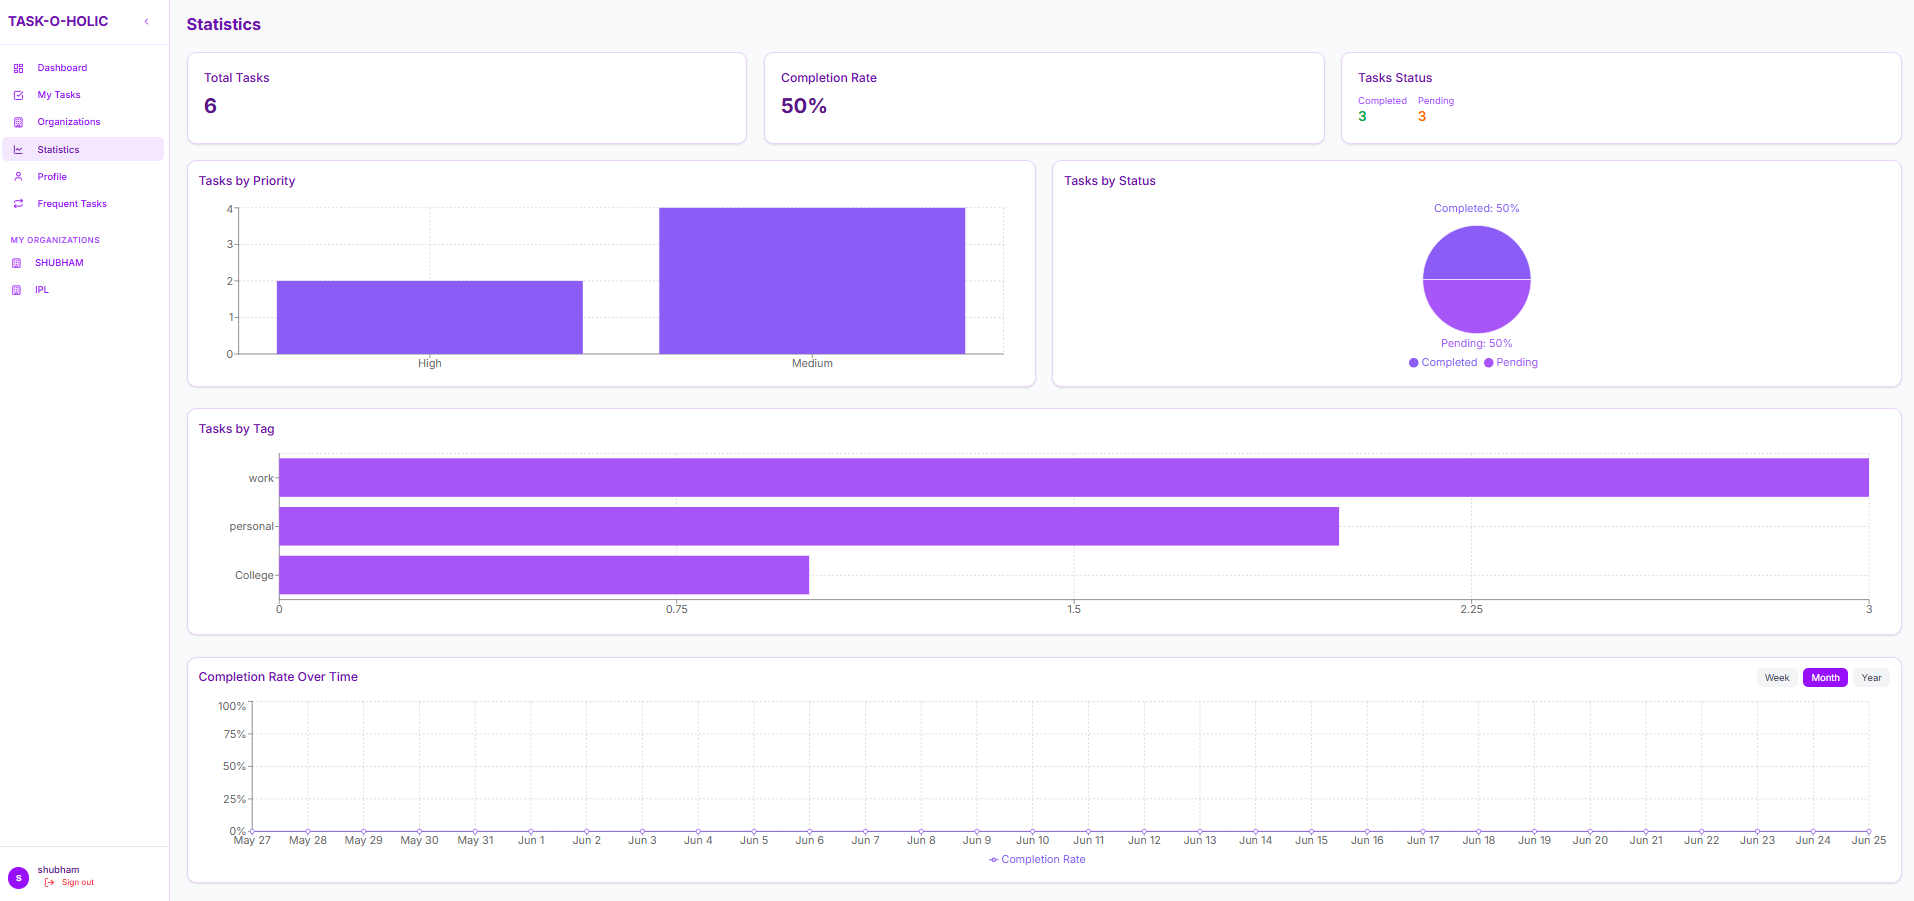 TASK-O-HOLIC
Dashboard
My Tasks
Organizations
Statistics
Profile
Frequent Tasks
MY ORGANIZATIONS
SHUBHAM
IPL
s
shubham
Sign out
Statistics
Total Tasks
6
Completion Rate
50%
Tasks Status
Completed Pending
3 3
Tasks by Priority
4
3
2
1
0
High Medium
Tasks by Status
Completed: 50%
Pending: 50%
Completed Pending
Tasks by Tag
work
personal
College
0 0.75 1.5 2.25 3
Completion Rate Over Time
Week Month Year
100%
75%
50%
25%
0%
May 27 May 28 May 29 May 30 May 31 Jun 1 Jun 2 Jun 3 Jun 4 Jun 5 Jun 6 Jun 7 Jun 8 Jun 9 Jun 10 Jun 11 Jun 12 Jun 13 Jun 14 Jun 15 Jun 16 Jun 17 Jun 18 Jun 19 Jun 20 Jun 21 Jun 22 Jun 23 Jun 24 Jun 25
Completion Rate